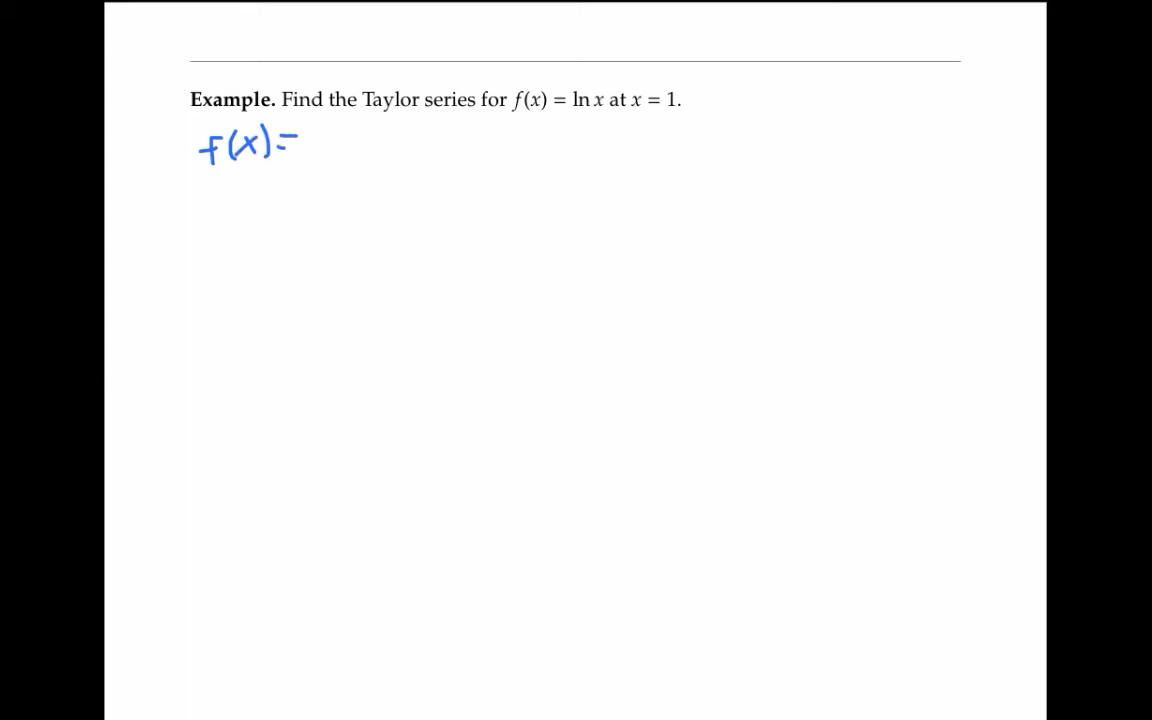 Example. Find the Taylor series for f(x) = ln x at x = 1.
f(x)=